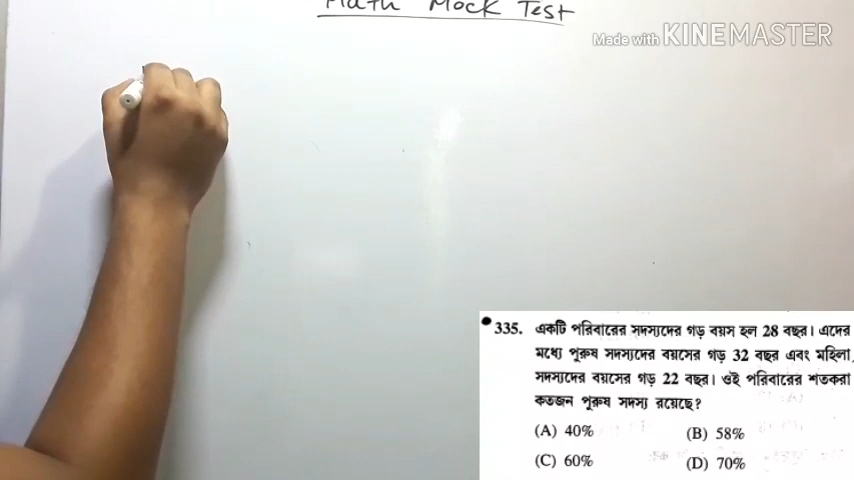 Math Mock Test
Made with KINEMASTER
335. একটি পরিবারের সদস্যদের গড় বয়স হল 28 বছর। এদের
মধ্যে পুরুষ সদস্যদের বয়সের গড় 32 বছর এবং মহিলা
সদস্যদের বয়সের গড় 22 বছর। ওই পরিবারের শতকরা
কতজন পুরুষ সদস্য রয়েছে?
(A) 40% (B) 58%
(C) 60% (D) 70%